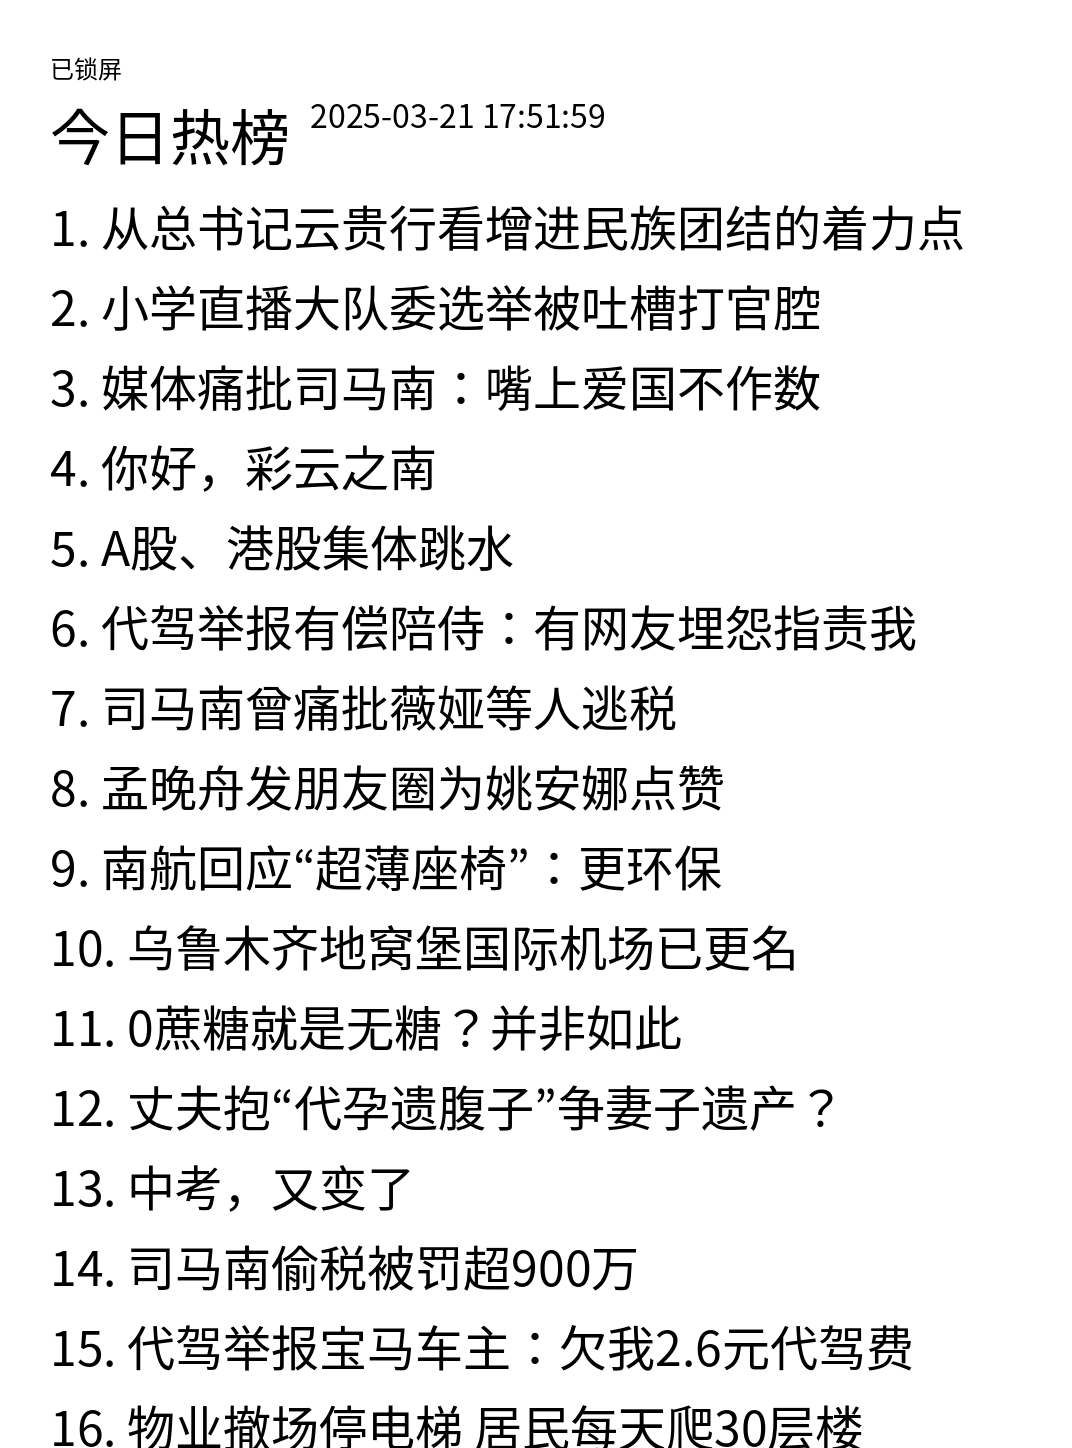 已锁屏
今日热榜 2025-03-21 17:51:59
1. 从总书记云贵行看增进民族团结的着力点
2. 小学直播大队委选举被吐槽打官腔
3. 媒体痛批司马南：嘴上爱国不作数
4. 你好，彩云之南
5. A股、港股集体跳水
6. 代驾举报有偿陪侍：有网友埋怨指责我
7. 司马南曾痛批薇娅等人逃税
8. 孟晚舟发朋友圈为姚安娜点赞
9. 南航回应“超薄座椅”：更环保
10. 乌鲁木齐地窝堡国际机场已更名
11. 0蔗糖就是无糖？并非如此
12. 丈夫抱“代孕遗腹子”争妻子遗产？
13. 中考，又变了
14. 司马南偷税被罚超900万
15. 代驾举报宝马车主：欠我2.6元代驾费
16. 物业撤场停电梯 居民每天爬30层楼